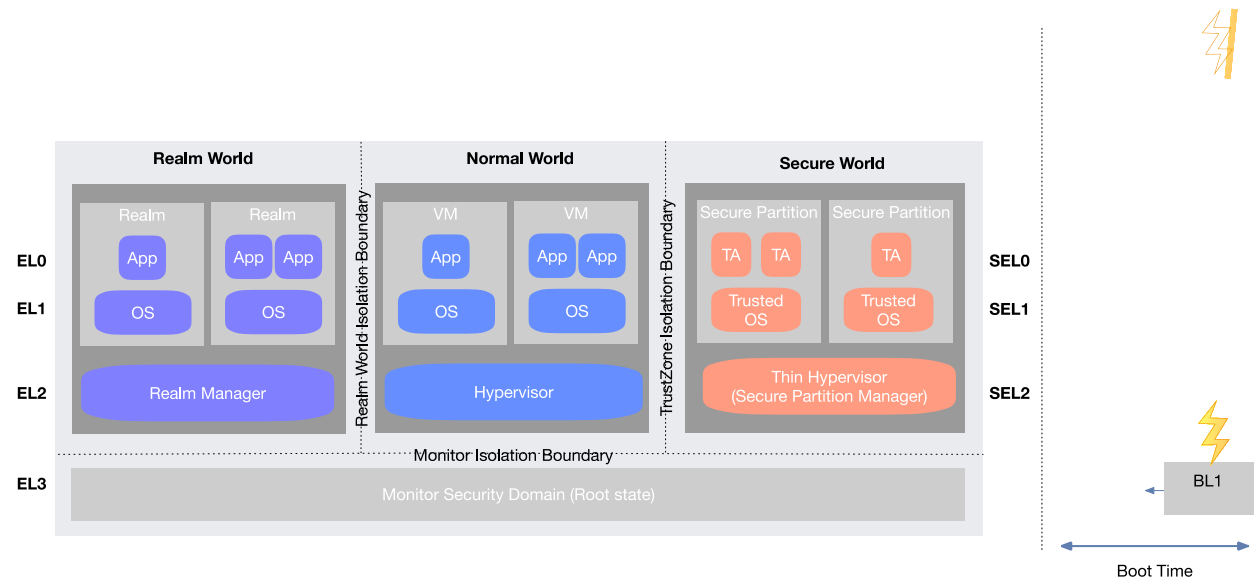 Realm World
Normal World
Secure World
Realm
Realm
VM
VM
Secure Partition
Secure Partition
EL0
App
App
App
App
App
App
TA
TA
TA
SEL0
EL1
OS
OS
OS
OS
Trusted
OS
Trusted
OS
SEL1
Realm World Isolation Boundary
TrustZone Isolation Boundary
EL2
Realm Manager
Hypervisor
Thin Hypervisor
(Secure Partition Manager)
SEL2
Monitor Isolation Boundary
EL3
Monitor Security Domain (Root state)
BL1
Boot Time